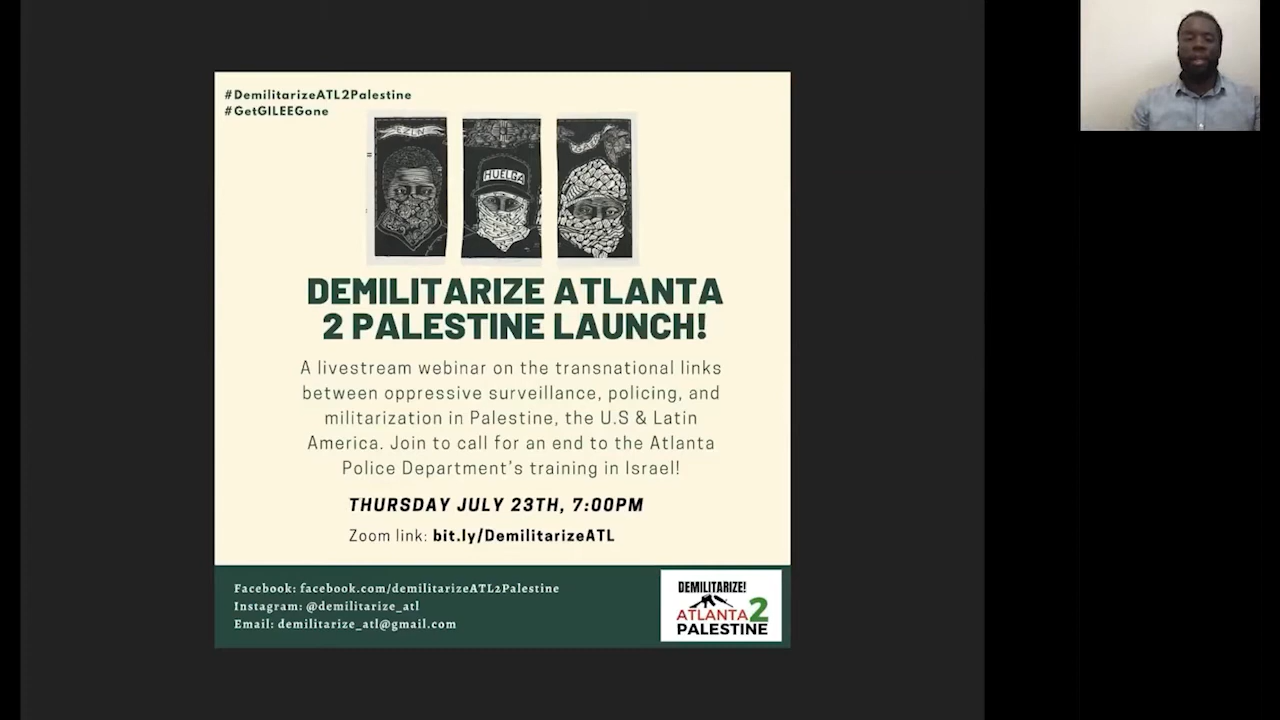 #DemilitarizeATL2Palestine
#GetGILEEGone
EZLN
HUELGA
DEMILITARIZE ATLANTA
2 PALESTINE LAUNCH!
A livestream webinar on the transnational links
between oppressive surveillance, policing, and
militarization in Palestine, the U.S & Latin
America. Join to call for an end to the Atlanta
Police Department's training in Israel!
THURSDAY JULY 23TH, 7:00PM
Zoom link: bit.ly/DemilitarizeATL
Facebook: facebook.com/demilitarizeATL2Palestine
Instagram: @demilitarize_atl
Email: demilitarize_atl@gmail.com
DEMILITARIZE!
ATLANTA 2
PALESTINE